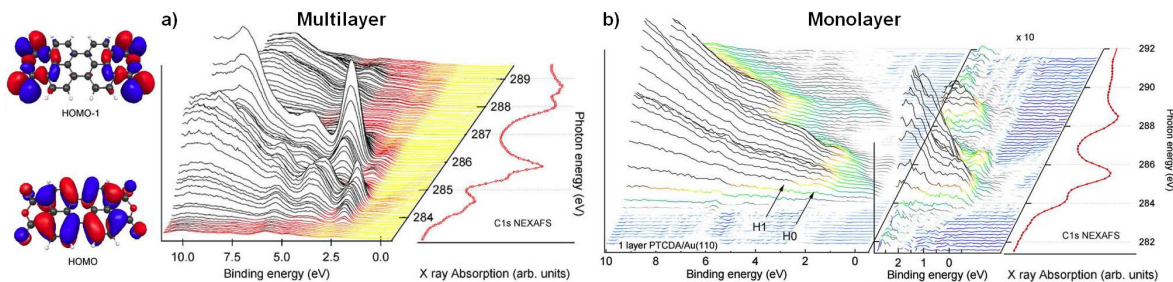 a) Multilayer
b) Monolayer
HOMO-1
HOMO
289
288
287
286
285
284
Photon energy (eV)
C1s NEXAFS
10.0 7.5 5.0 2.5 0.0
Binding energy (eV)
X ray Absorption (arb. units)
x 10
292
290
288
286
284
282
Photon energy (eV)
H1 H0
1 layer PTCDA/Au(110)
C1s NEXAFS
10 8 6 4 2 0
Binding energy (eV)
2 1 0
Binding energy (eV)
X ray Absorption (arb. units)